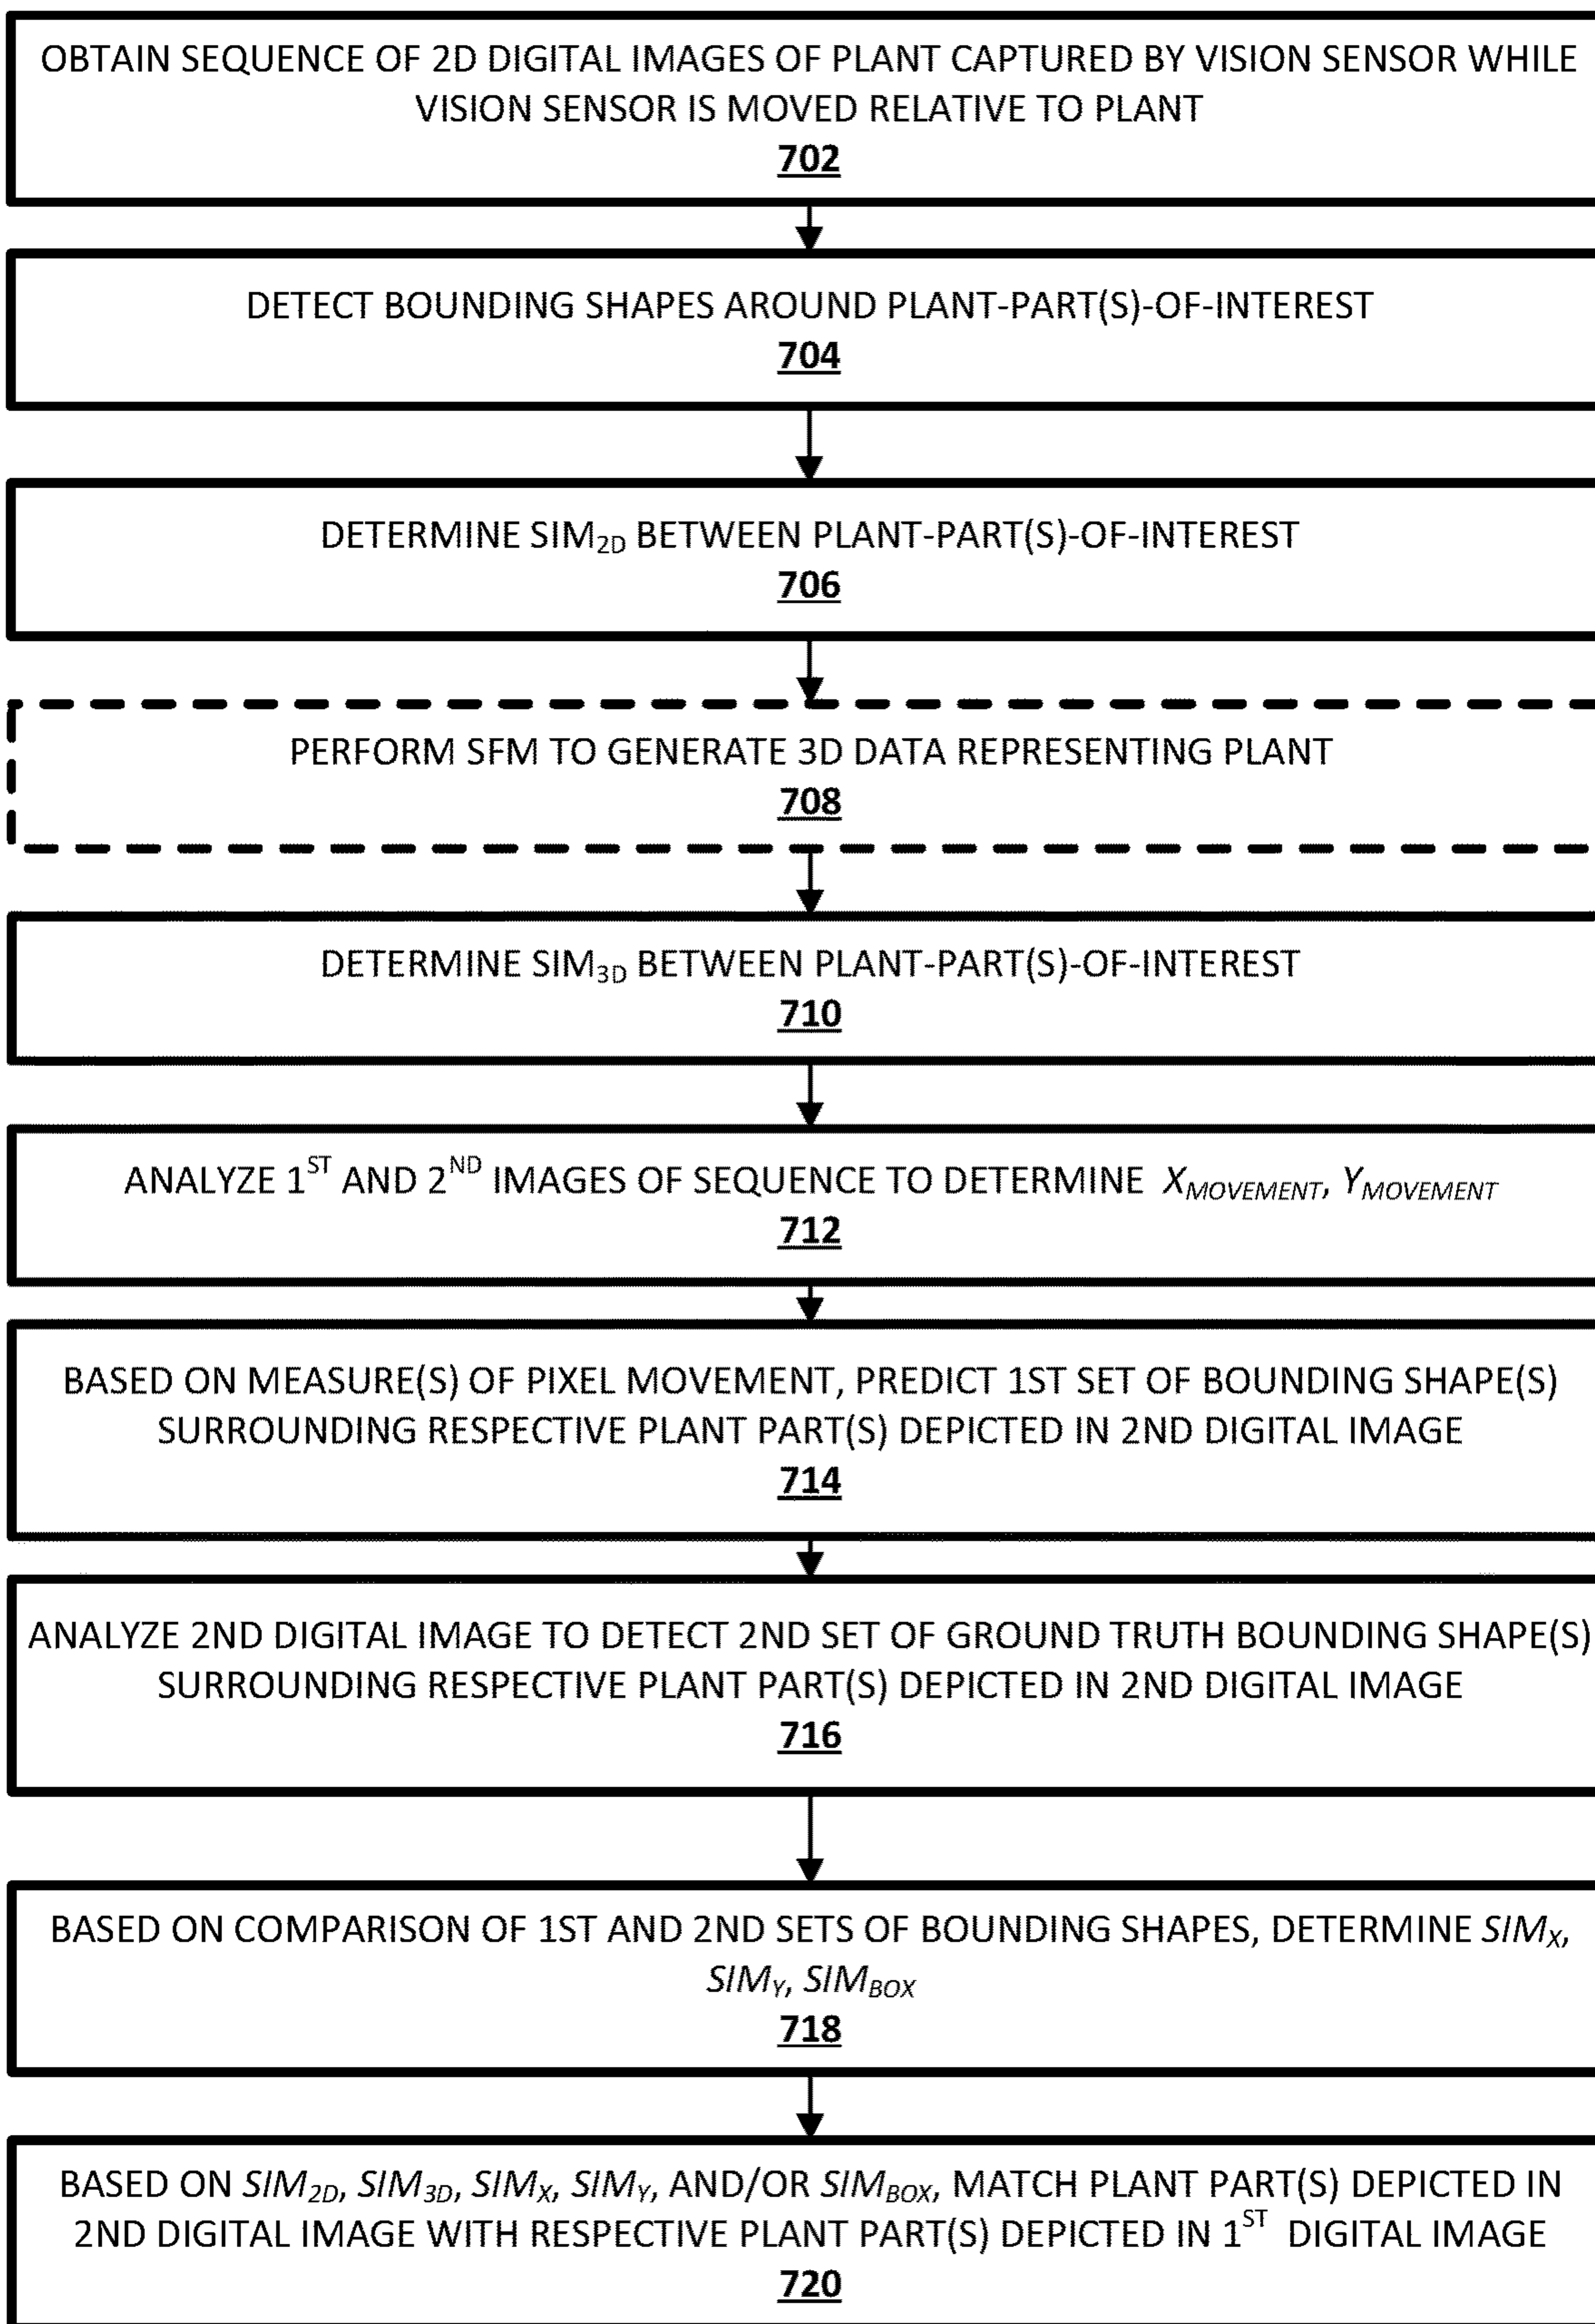 OBTAIN SEQUENCE OF 2D DIGITAL IMAGES OF PLANT CAPTURED BY VISION SENSOR WHILE
VISION SENSOR IS MOVED RELATIVE TO PLANT
702
DETECT BOUNDING SHAPES AROUND PLANT-PART(S)-OF-INTEREST
704
DETERMINE SIM2D BETWEEN PLANT-PART(S)-OF-INTEREST
706
PERFORM SFM TO GENERATE 3D DATA REPRESENTING PLANT
708
DETERMINE SIM3D BETWEEN PLANT-PART(S)-OF-INTEREST
710
ANALYZE 1ST AND 2ND IMAGES OF SEQUENCE TO DETERMINE XMOVEMENT, YMOVEMENT
712
BASED ON MEASURE(S) OF PIXEL MOVEMENT, PREDICT 1ST SET OF BOUNDING SHAPE(S)
SURROUNDING RESPECTIVE PLANT PART(S) DEPICTED IN 2ND DIGITAL IMAGE
714
ANALYZE 2ND DIGITAL IMAGE TO DETECT 2ND SET OF GROUND TRUTH BOUNDING SHAPE(S)
SURROUNDING RESPECTIVE PLANT PART(S) DEPICTED IN 2ND DIGITAL IMAGE
716
BASED ON COMPARISON OF 1ST AND 2ND SETS OF BOUNDING SHAPES, DETERMINE SIMX,
SIMY, SIMBOX
718
BASED ON SIM2D, SIM3D, SIMX, SIMY, AND/OR SIMBOX, MATCH PLANT PART(S) DEPICTED IN
2ND DIGITAL IMAGE WITH RESPECTIVE PLANT PART(S) DEPICTED IN 1ST DIGITAL IMAGE
720